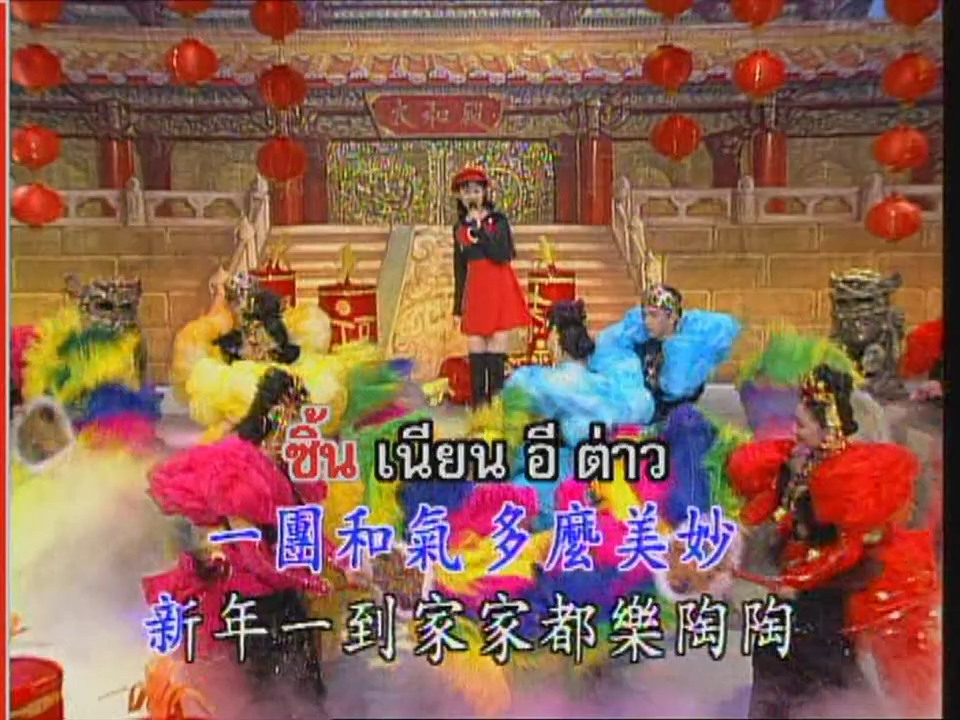 太和殿
ซิ้น เนียน อี ต่าว
一團和氣多麼美妙
新年一到家家都樂陶陶